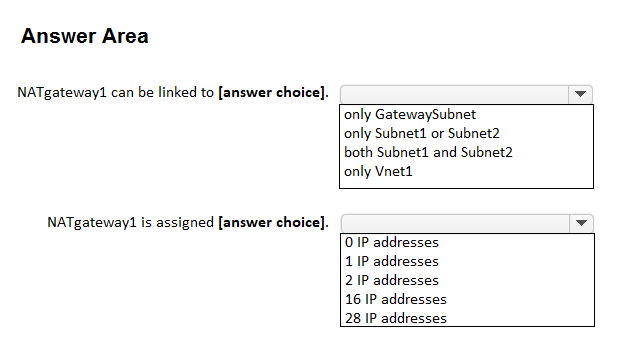 Answer Area
NATgateway1 can be linked to [answer choice].
only GatewaySubnet
only Subnet1 or Subnet2
both Subnet1 and Subnet2
only Vnet1
NATgateway1 is assigned [answer choice].
0 IP addresses
1 IP addresses
2 IP addresses
16 IP addresses
28 IP addresses